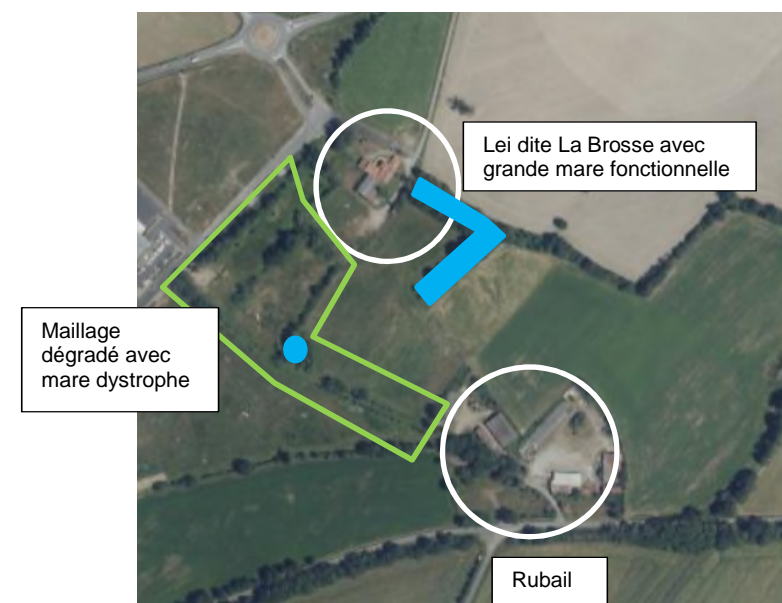 Lei dite La Brosse avec
grande mare fonctionnelle
Maillage
dégradé avec
mare dystrophe
Rubail